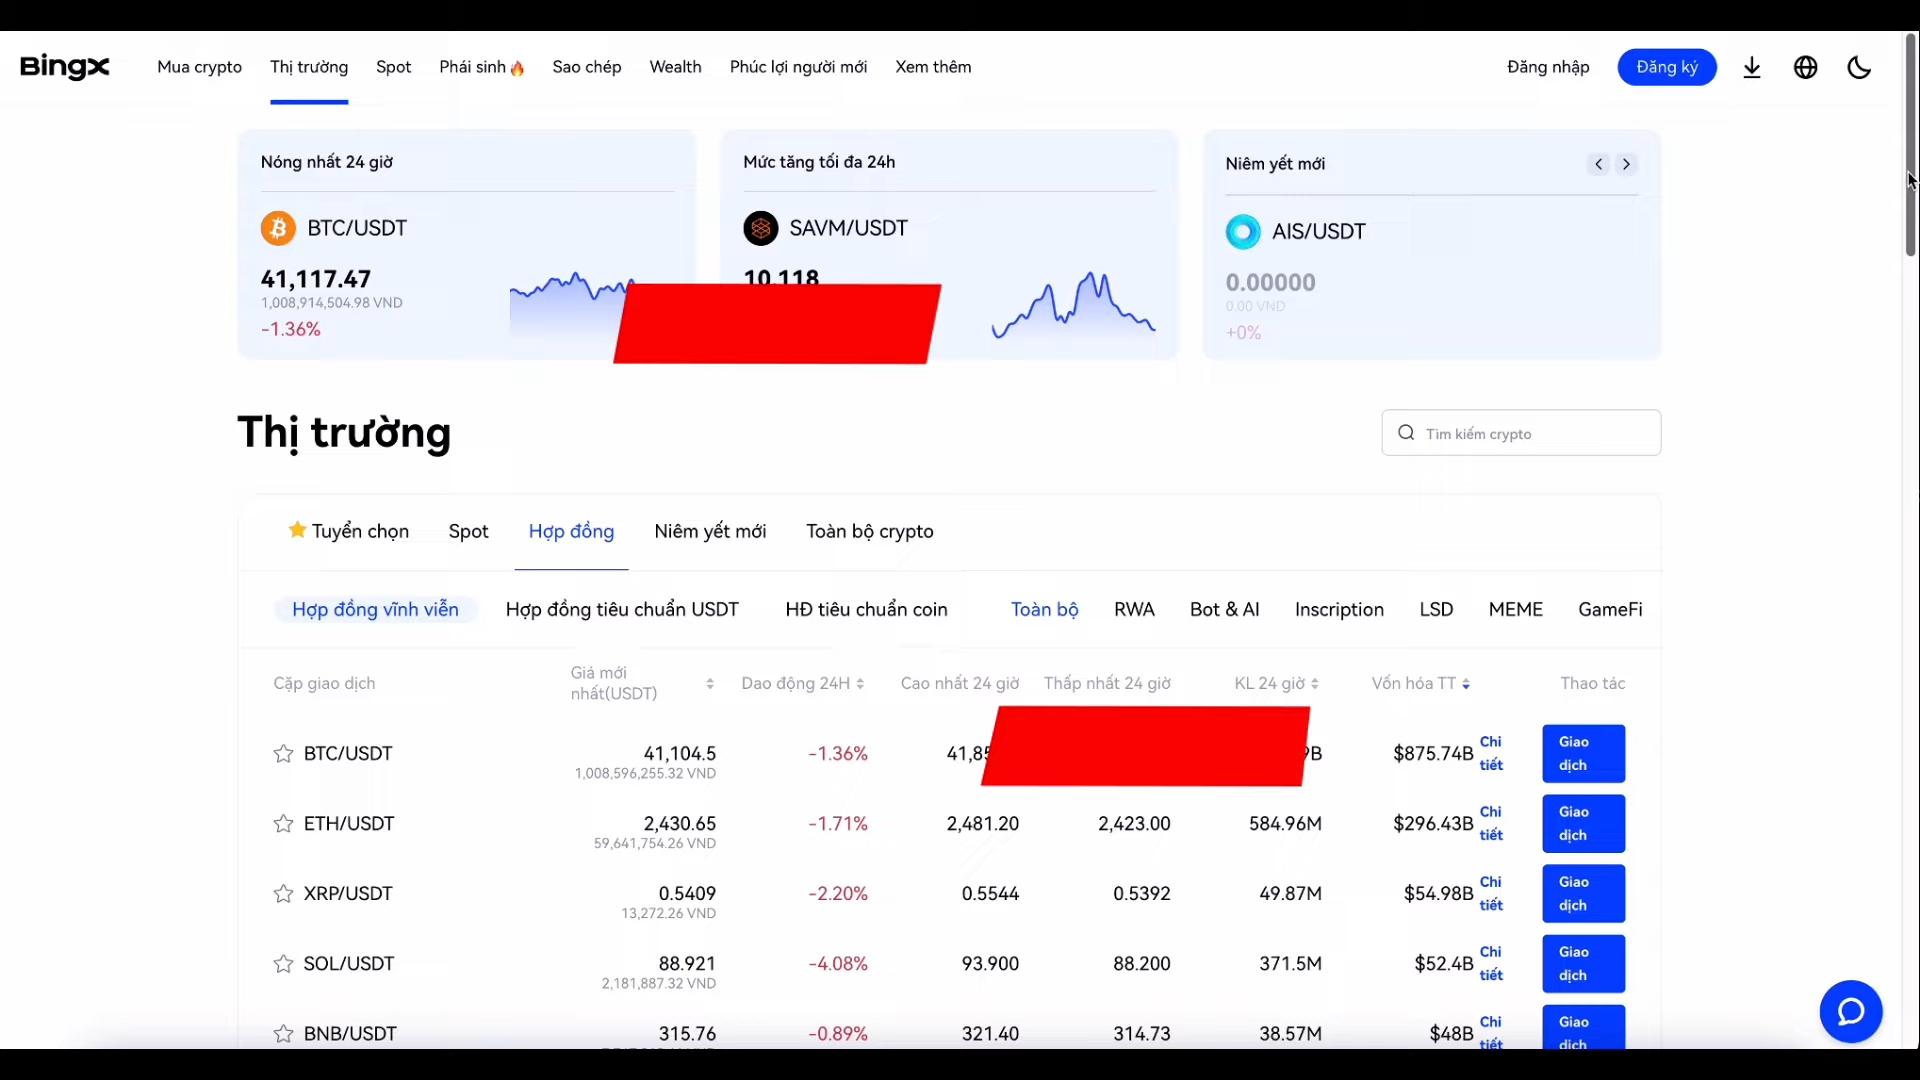 BingX
Mua crypto Thị trường Spot Phái sinh Sao chép Wealth Phúc lợi người mới Xem thêm Đăng nhập Đăng ký
Nóng nhất 24 giờ
BTC/USDT
41,117.47
1,008,914,504.98 VND
-1.36%
Mức tăng tối đa 24h
SAVM/USDT
10.118
Niêm yết mới
AIS/USDT
0.00000
0.00 VND
+0%
Thị trường
Tìm kiếm crypto
Tuyển chọn Spot Hợp đồng Niêm yết mới Toàn bộ crypto
Hợp đồng vĩnh viễn Hợp đồng tiêu chuẩn USDT HĐ tiêu chuẩn coin Toàn bộ RWA Bot & AI Inscription LSD MEME GameFi
Cặp giao dịch Giá mới nhất(USDT) Dao động 24H Cao nhất 24 giờ Thấp nhất 24 giờ KL 24 giờ Vốn hóa TT Thao tác
BTC/USDT 41,104.5 -1.36% $875.74B Chi tiết Giao dịch
1,008,596,255.32 VND
ETH/USDT 2,430.65 -1.71% 2,481.20 2,423.00 584.96M $296.43B Chi tiết Giao dịch
59,641,754.26 VND
XRP/USDT 0.5409 -2.20% 0.5544 0.5392 49.87M $54.98B Chi tiết Giao dịch
13,272.26 VND
SOL/USDT 88.921 -4.08% 93.900 88.200 371.5M $52.4B Chi tiết Giao dịch
2,181,887.32 VND
BNB/USDT 315.76 -0.89% 321.40 314.73 38.57M $48B Chi tiết Giao dịch